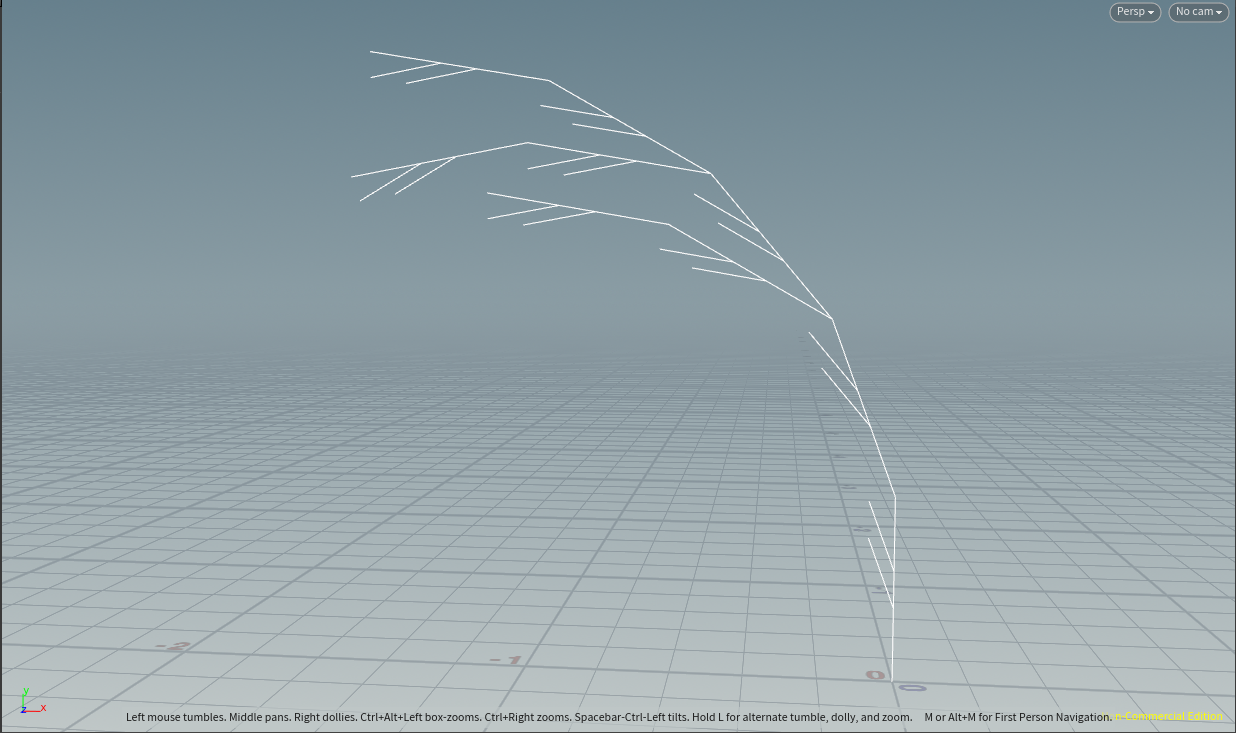 Persp
No cam
-2
-1
0
0
y
z
x
Left mouse tumbles. Middle pans. Right dollies. Ctrl+Alt+Left box-zooms. Ctrl+Right zooms. Spacebar-Ctrl-Left tilts. Hold L for alternate tumble, dolly, and zoom. M or Alt+M for First Person Navigation.
n-Commercial Edition